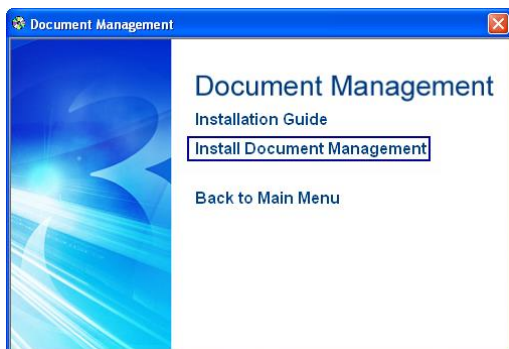 Document Management
Document Management
Installation Guide
Install Document Management
Back to Main Menu